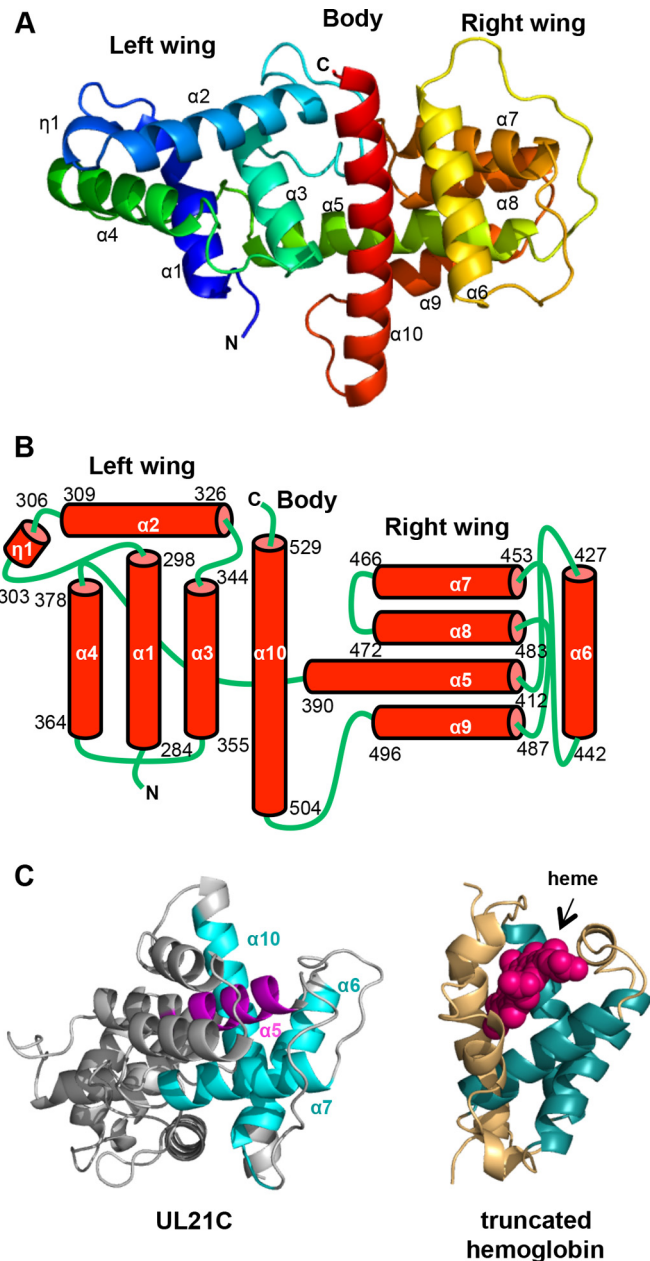 A
Left wing
Body
Right wing
C
η1
α2
α7
α3
α5
α8
α4
α1
α9
α6
α10
N
B
Left wing
Body
Right wing
C
306
309
326
α2
η1
298
529
466
453
427
α7
303
378
344
α8
α4
α1
α3
α10
472
483
α6
α5
390
412
364
284
355
α9
496
487
442
N
504
C
heme
α10
α6
α5
α7
UL21C
truncated
hemoglobin